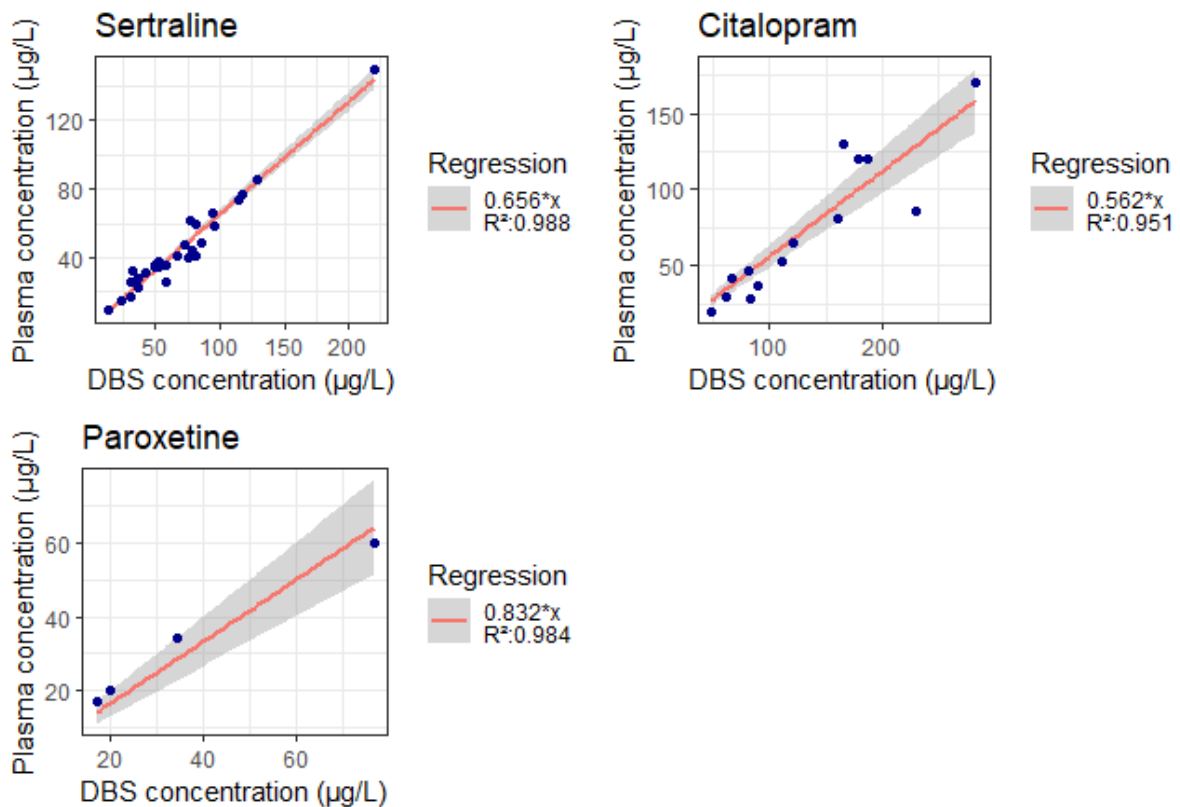 Sertraline
Plasma concentration (µg/L)
120
80
40
50 100 150 200
DBS concentration (µg/L)
Regression
0.656*x
R²:0.988
Citalopram
Plasma concentration (µg/L)
150
100
50
100 200
DBS concentration (µg/L)
Regression
0.562*x
R²:0.951
Paroxetine
Plasma concentration (µg/L)
60
40
20
20 40 60
DBS concentration (µg/L)
Regression
0.832*x
R²:0.984